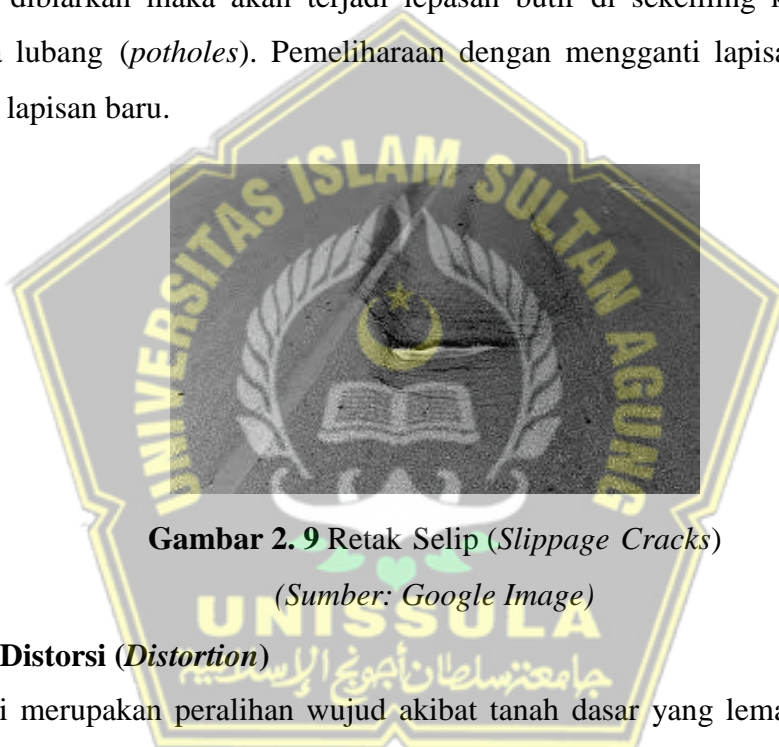 dibiarkan maka akan terjadi lepasan butir di sekeliling
lubang (potholes). Pemeliharaan dengan mengganti lapisa
lapisan baru.
UNIVERSITAS ISLAM SULTAN AGUNG
Gambar 2. 9 Retak Selip (Slippage Cracks)
(Sumber: Google Image)
UNISSULA
Distorsi (Distortion)
جامعتنسلطان أجونج الإسلامية
i merupakan peralihan wujud akibat tanah dasar yang lema